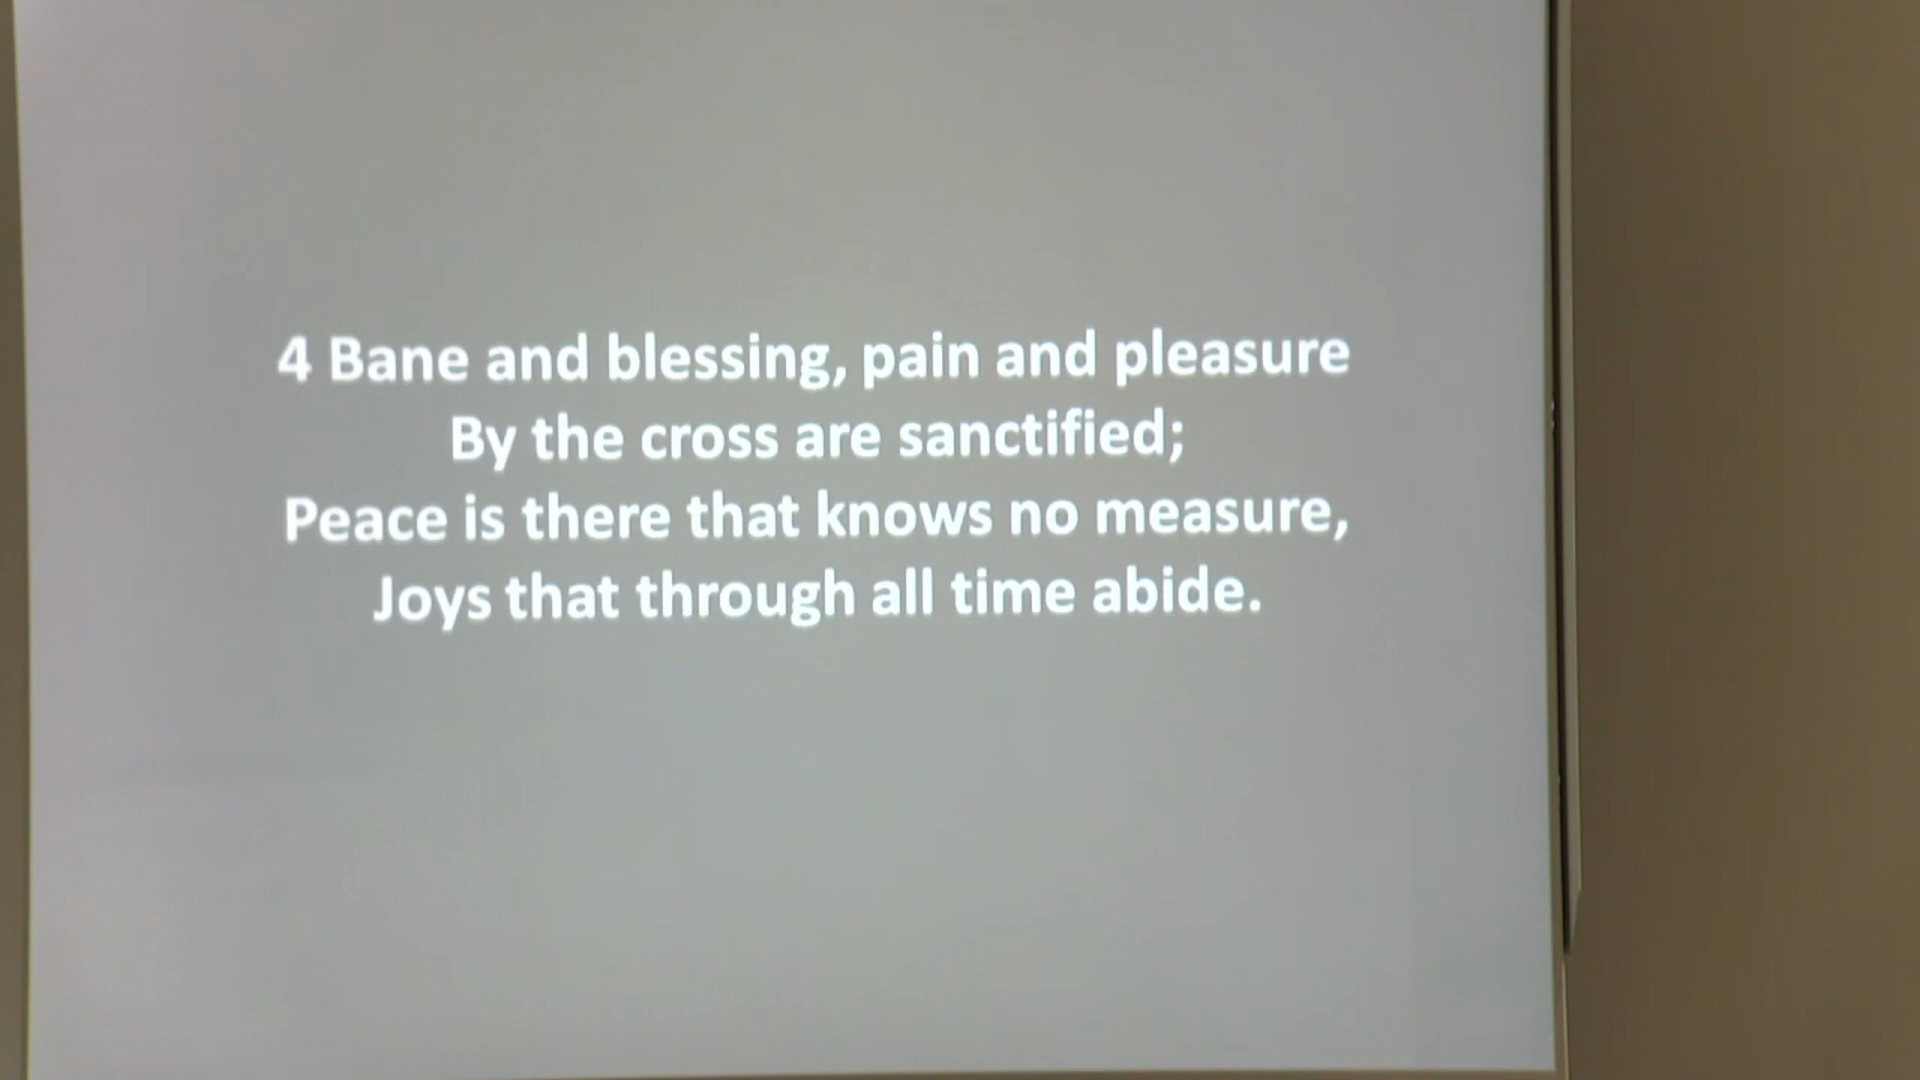 4 Bane and blessing, pain and pleasure
By the cross are sanctified;
Peace is there that knows no measure,
Joys that through all time abide.